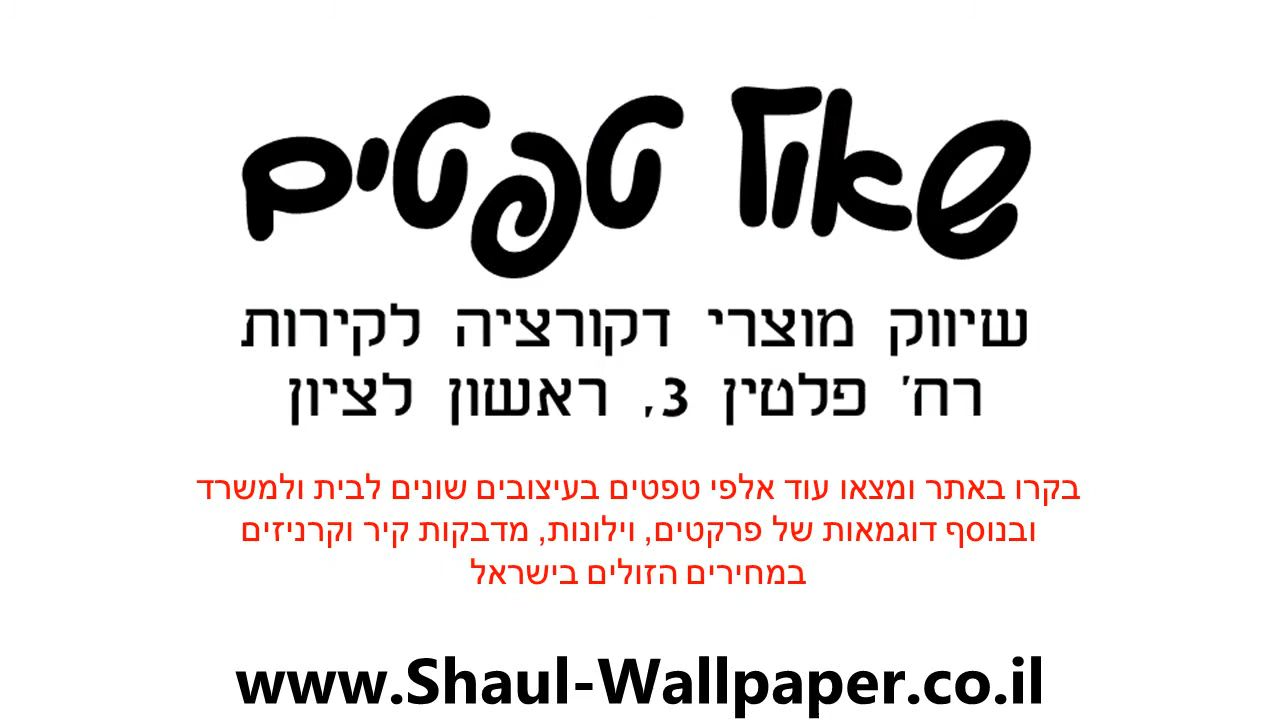 שאול טפטים
שיווק מוצרי דקורציה לקירות
רח' פלטין 3, ראשון לציון
בקרו באתר ומצאו עוד אלפי טפטים בעיצובים שונים לבית ולמשרד
ובנוסף דוגמאות של פרקטים, וילונות, מדבקות קיר וקרניזים
במחירים הזולים בישראל
www.Shaul-Wallpaper.co.il